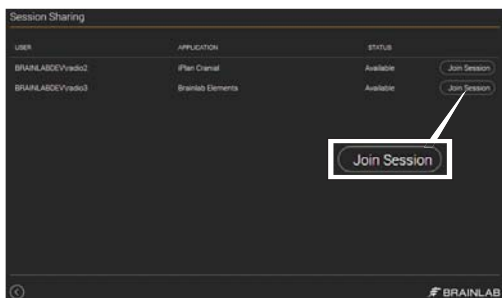 Session Sharing
USER APPLICATION STATUS
BRAINLABDEV\radio2 iPlan Cranial Available Join Session
BRAINLABDEV\radio3 Brainlab Elements Available Join Session
Join Session
BRAINLAB